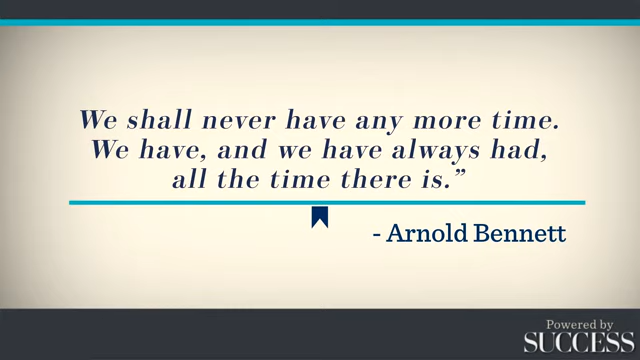 We shall never have any more time.
We have, and we have always had,
all the time there is.”
- Arnold Bennett
Powered by
SUCCESS